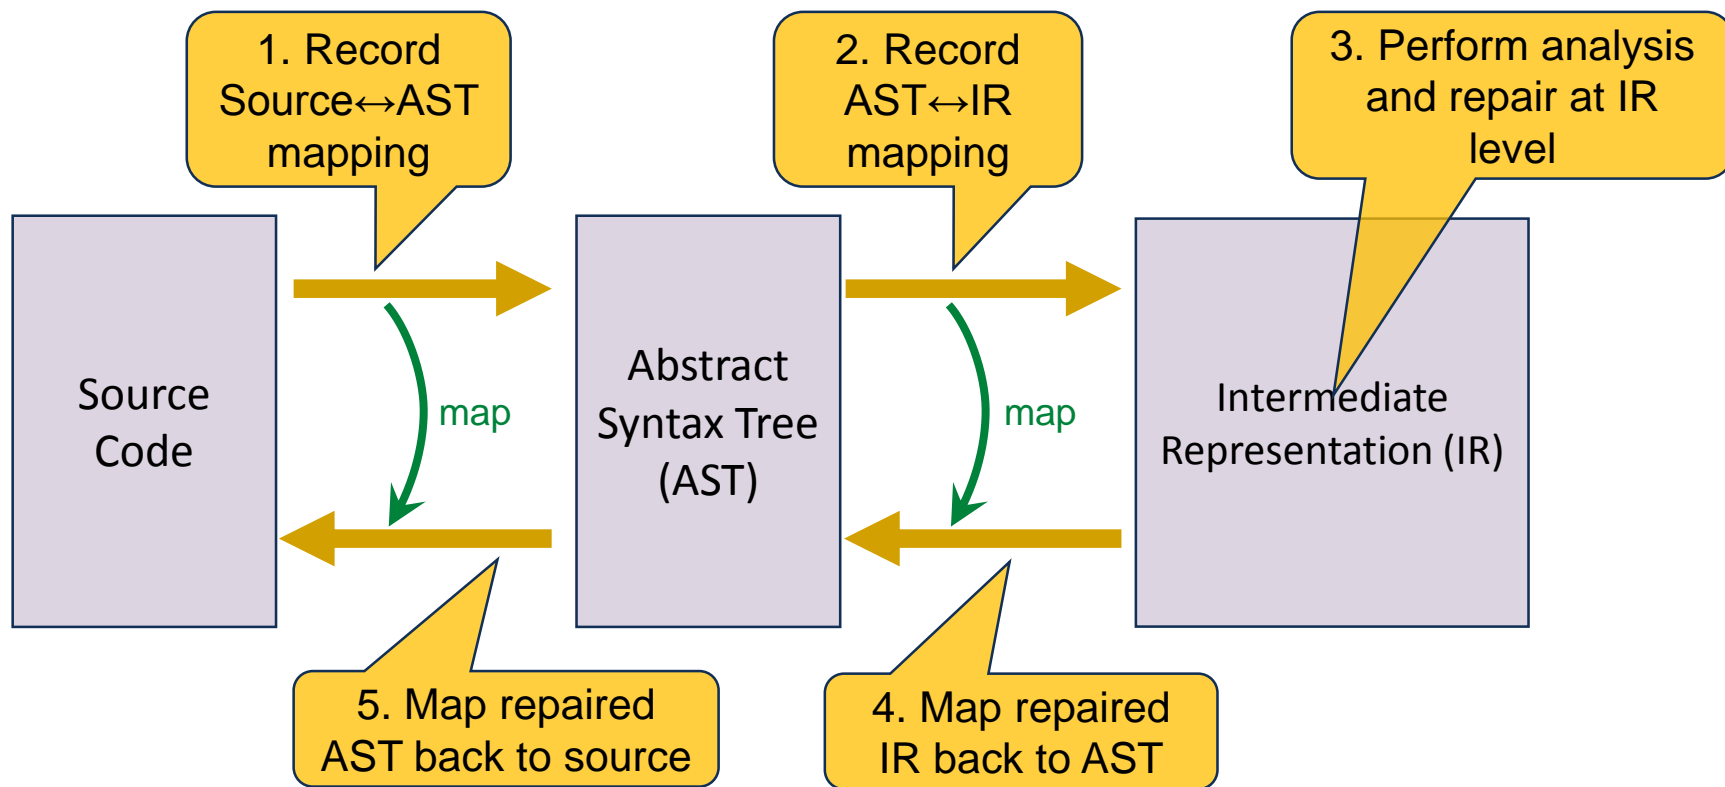 1. Record
Source↔AST
mapping
2. Record
AST↔IR
mapping
3. Perform analysis
and repair at IR
level
Source
Code
map
Abstract
Syntax Tree
(AST)
map
Intermediate
Representation (IR)
5. Map repaired
AST back to source
4. Map repaired
IR back to AST